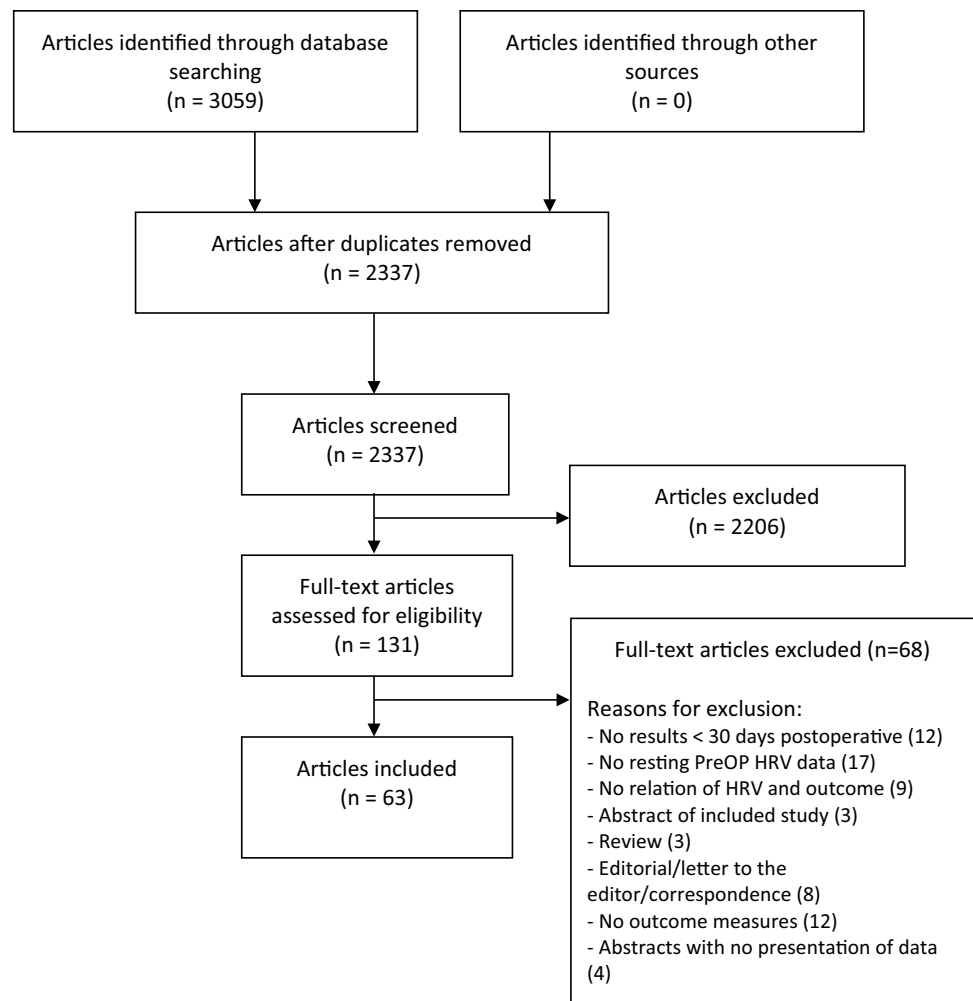 Articles identified through database
searching
(n = 3059)
Articles identified through other
sources
(n = 0)
Articles after duplicates removed
(n = 2337)
Articles screened
(n = 2337)
Articles excluded
(n = 2206)
Full-text articles
assessed for eligibility
(n = 131)
Full-text articles excluded (n=68)
Reasons for exclusion:
- No results < 30 days postoperative (12)
- No resting PreOP HRV data (17)
- No relation of HRV and outcome (9)
- Abstract of included study (3)
- Review (3)
- Editorial/letter to the
editor/correspondence (8)
- No outcome measures (12)
- Abstracts with no presentation of data
(4)
Articles included
(n = 63)